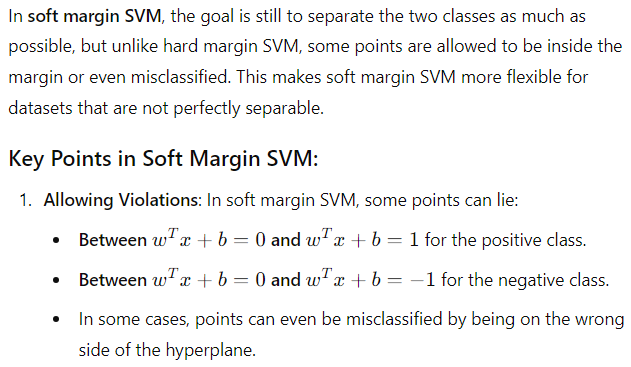 In soft margin SVM, the goal is still to separate the two classes as much as
possible, but unlike hard margin SVM, some points are allowed to be inside the
margin or even misclassified. This makes soft margin SVM more flexible for
datasets that are not perfectly separable.
Key Points in Soft Margin SVM:
1. Allowing Violations: In soft margin SVM, some points can lie:
• Between $w^T x + b = 0$ and $w^T x + b = 1$ for the positive class.
• Between $w^T x + b = 0$ and $w^T x + b = -1$ for the negative class.
• In some cases, points can even be misclassified by being on the wrong
side of the hyperplane.